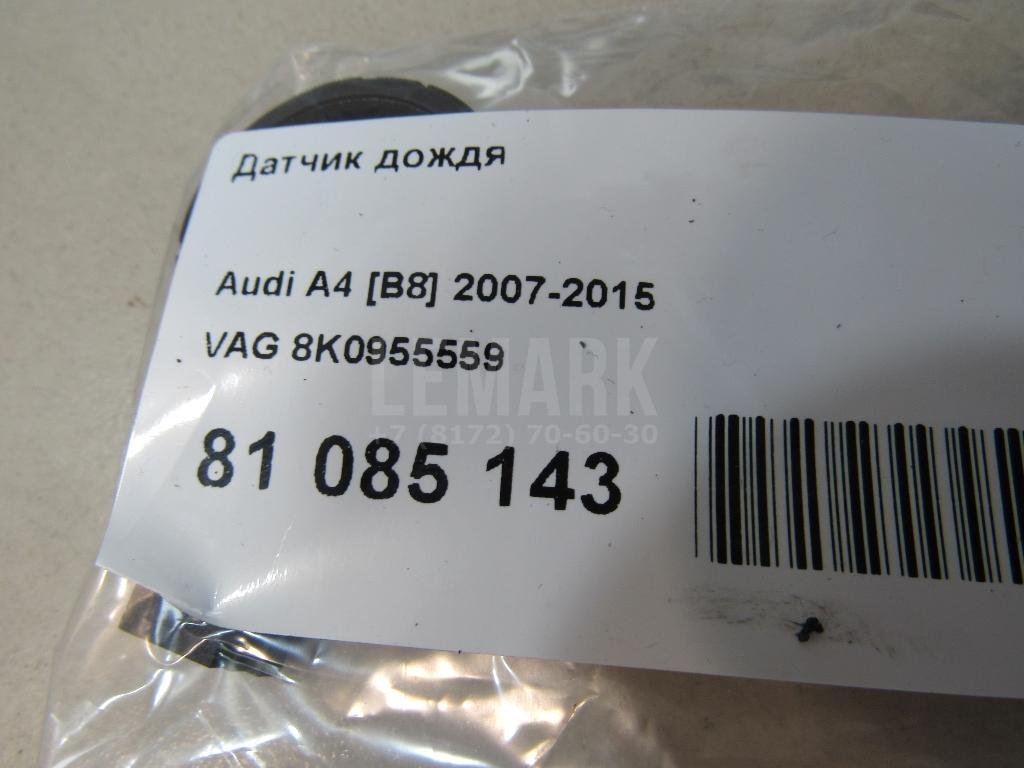 Датчик дождя
Audi A4 [B8] 2007-2015
VAG 8K0955559
LEMARK
+7 (8172) 70-60-30
81 085 143